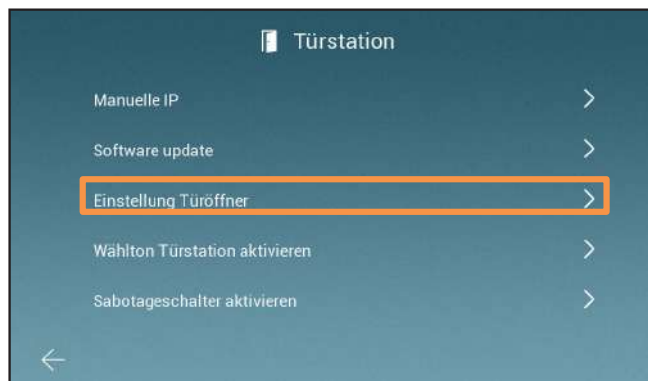 Türstation
Manuelle IP
Software update
Einstellung Türöffner
Wählton Türstation aktivieren
Sabotageschalter aktivieren